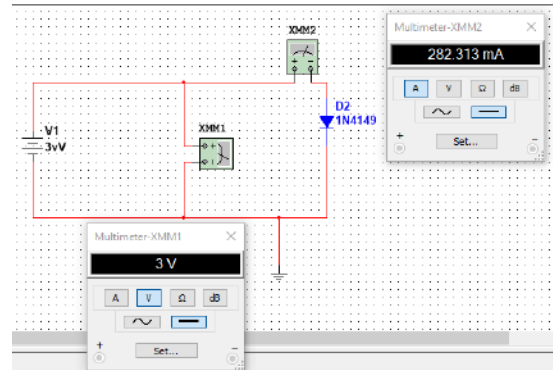 XMM2
Multimeter-XMM2
282.313 mA
A V Ω dB
+ Set... −
D2
1N4149
V1
3vV
XMM1
Multimeter-XMM1
3 V
A V Ω dB
+ Set... −